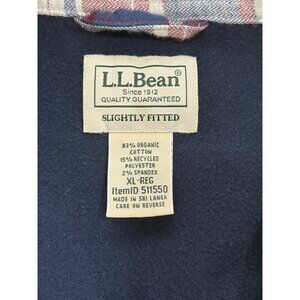 L.L.Bean®
Since 1912
QUALITY GUARANTEED
SLIGHTLY FITTED
83% ORGANIC
COTTON
15% RECYCLED
POLYESTER
2% SPANDEX
XL-REG
ItemID 511550
MADE IN SRI LANKA
CARE ON REVERSE